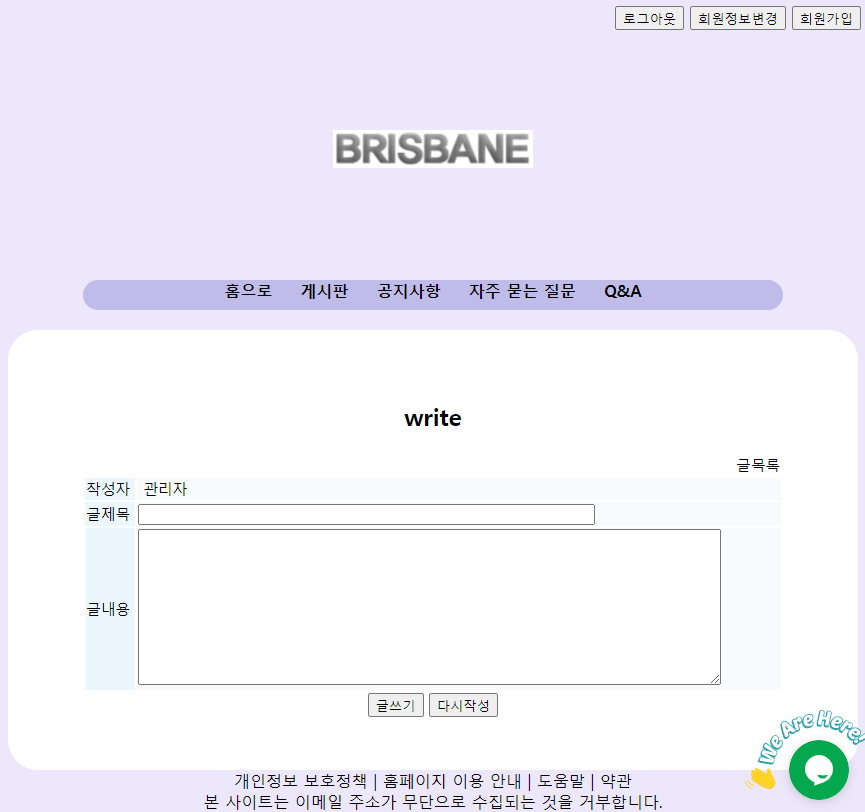 로그아웃 회원정보변경 회원가입
BRISBANE
홈으로 게시판 공지사항 자주 묻는 질문 Q&A
write
글목록
작성자 관리자
글제목
글내용
글쓰기 다시작성
We Are Here!
개인정보 보호정책 | 홈페이지 이용 안내 | 도움말 | 약관
본 사이트는 이메일 주소가 무단으로 수집되는 것을 거부합니다.